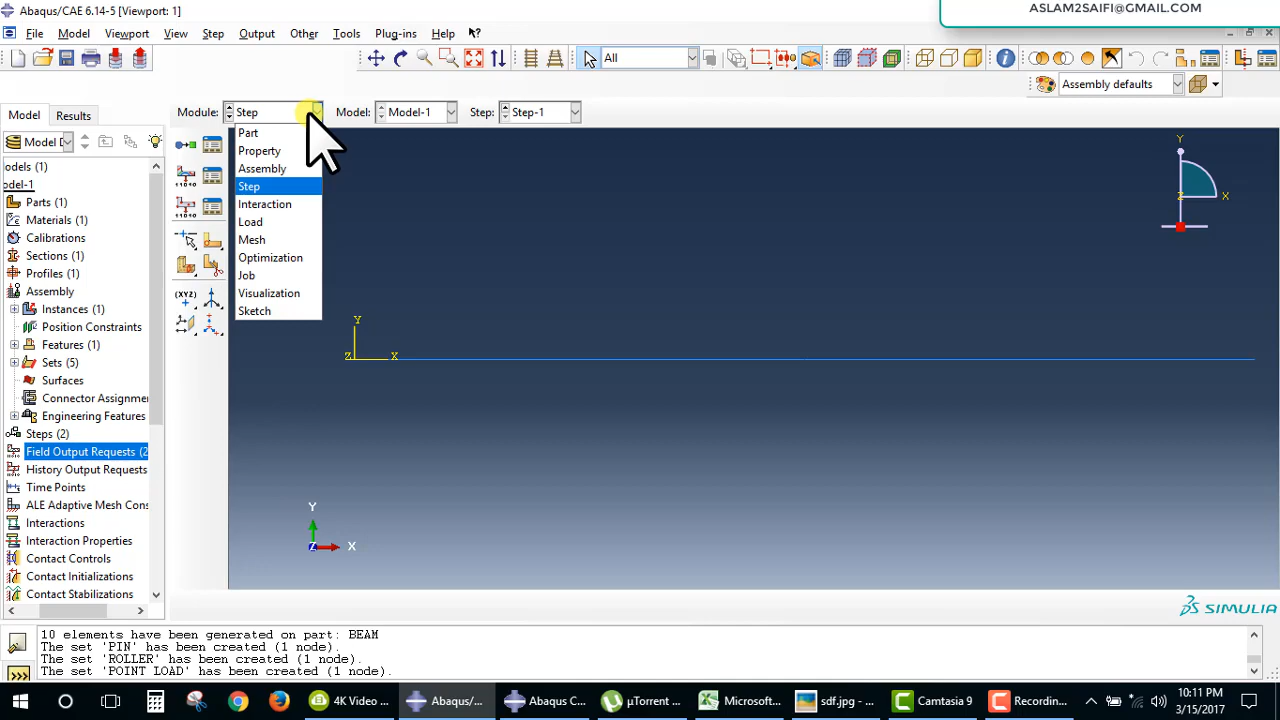 Abaqus/CAE 6.14-5 [Viewport: 1]
ASLAM2SAIFI@GMAIL.COM
File Model Viewport View Step Output Other Tools Plug-ins Help
All
Assembly defaults
Model Results
Module: Step Model: Model-1 Step: Step-1
Model D
odels (1)
odel-1
Parts (1)
Materials (1)
Calibrations
Sections (1)
Profiles (1)
Assembly
Instances (1)
Position Constraints
Features (1)
Sets (5)
Surfaces
Connector Assignme
Engineering Features
Steps (2)
Field Output Requests (2
History Output Requests
Time Points
ALE Adaptive Mesh Cons
Interactions
Interaction Properties
Contact Controls
Contact Initializations
Contact Stabilizations
Part
Property
Assembly
Step
Interaction
Load
Mesh
Optimization
Job
Visualization
Sketch
(XYZ)
Y
Z X
Y
Z X
Y
Z X
SIMULIA
10 elements have been generated on part: BEAM
The set 'PIN' has been created (1 node).
The set 'ROLLER' has been created (1 node).
The set 'POINT LOAD' has been created (1 node).
>>>
4K Video ... Abaqus/... Abaqus C... µTorrent ... Microsoft... sdf.jpg - ... Camtasia 9 Recordin...
10:11 PM
3/15/2017